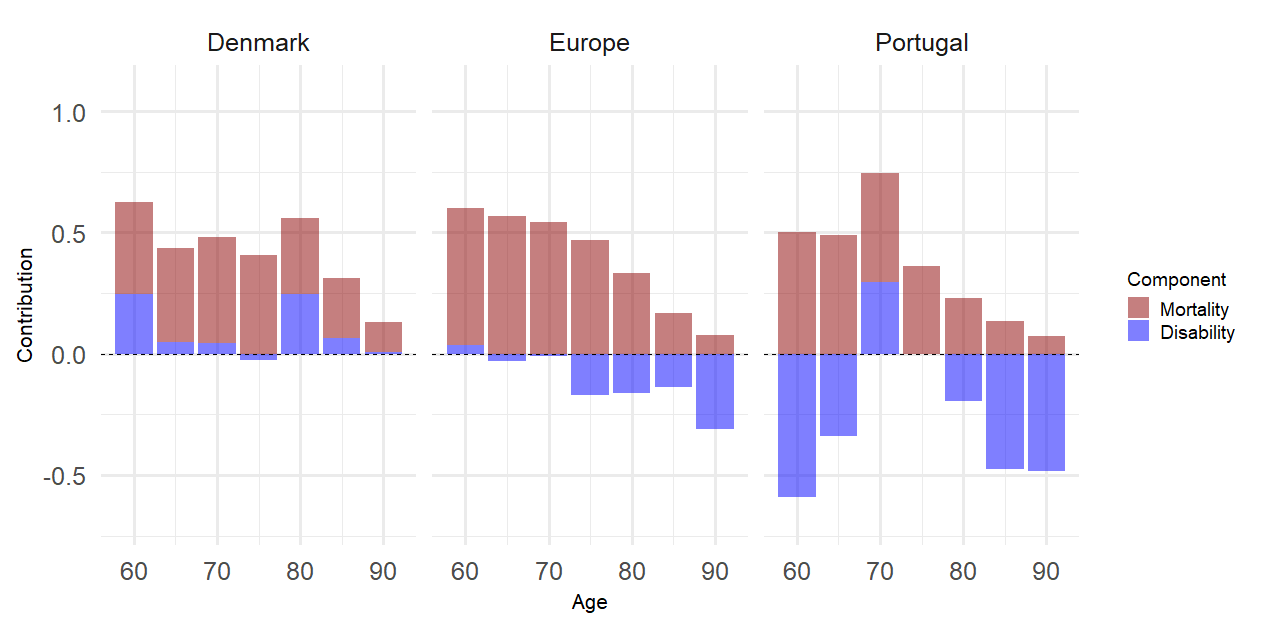 Denmark Europe Portugal
1.0
0.5
0.0
-0.5
Contribution
60 70 80 90 60 70 80 90 60 70 80 90
Age
Component
Mortality
Disability